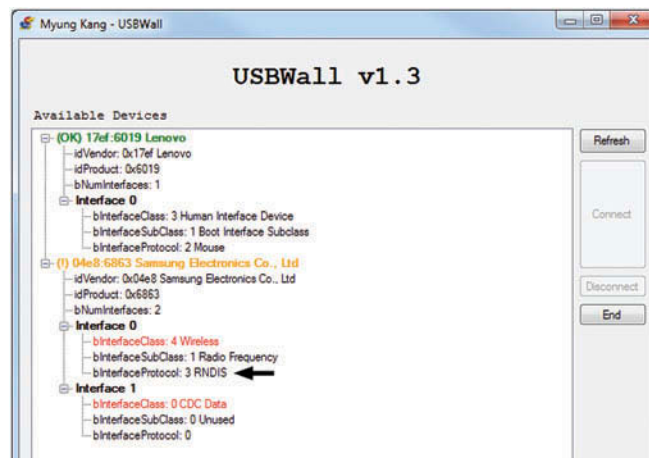 Myung Kang - USBWall
USBWall v1.3
Available Devices
(OK) 17ef:6019 Lenovo
idVendor: 0x17ef Lenovo
idProduct: 0x6019
bNumInterfaces: 1
Interface 0
bInterfaceClass: 3 Human Interface Device
bInterfaceSubClass: 1 Boot Interface Subclass
bInterfaceProtocol: 2 Mouse
(!) 04e8:6863 Samsung Electronics Co., Ltd
idVendor: 0x04e8 Samsung Electronics Co., Ltd
idProduct: 0x6863
bNumInterfaces: 2
Interface 0
bInterfaceClass: 4 Wireless
bInterfaceSubClass: 1 Radio Frequency
bInterfaceProtocol: 3 RNDIS
Interface 1
bInterfaceClass: 0 CDC Data
bInterfaceSubClass: 0 Unused
bInterfaceProtocol: 0
Refresh
Connect
Disconnect
End